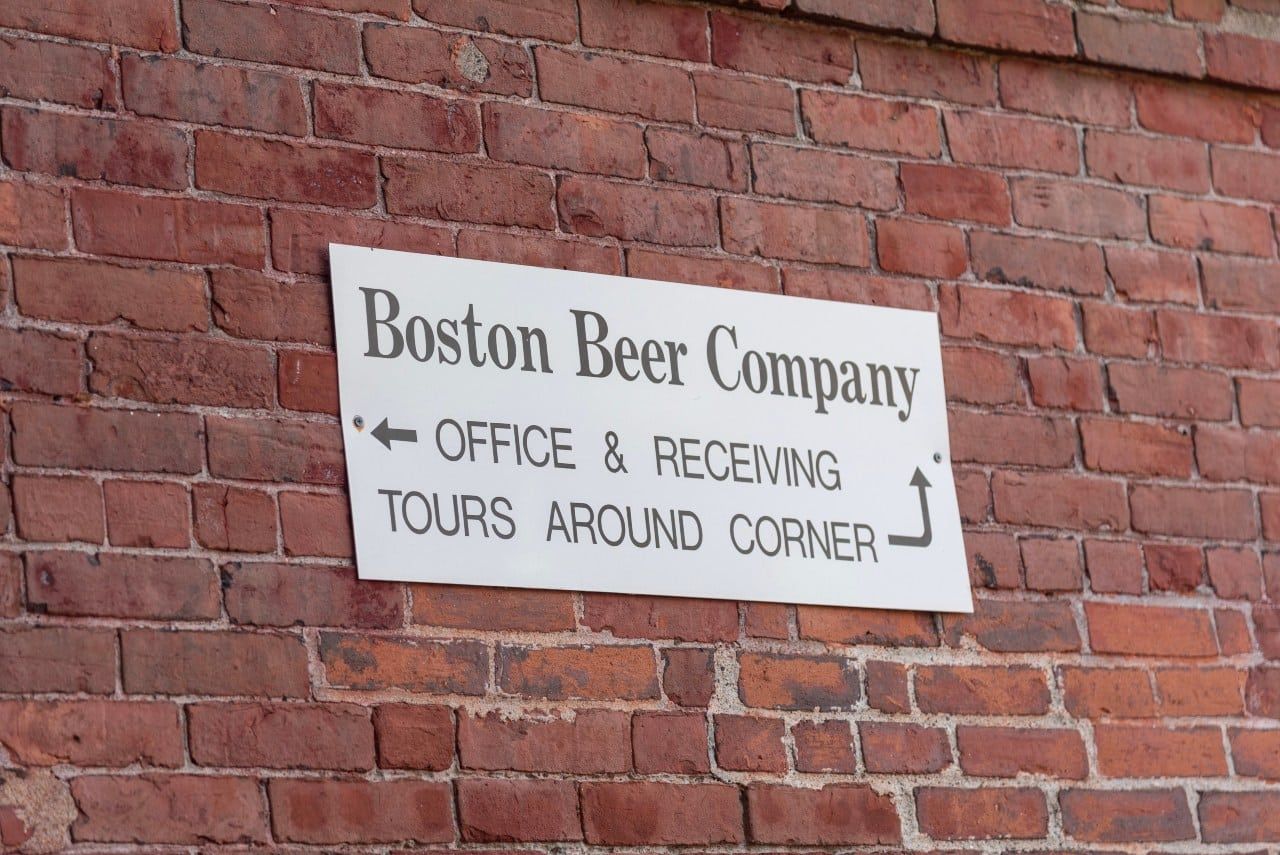 Boston Beer Company
← OFFICE & RECEIVING
TOURS AROUND CORNER ↑